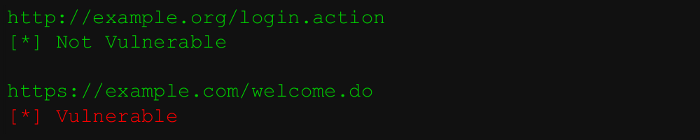 http://example.org/login.action
[*] Not Vulnerable
https://example.com/welcome.do
[*] Vulnerable